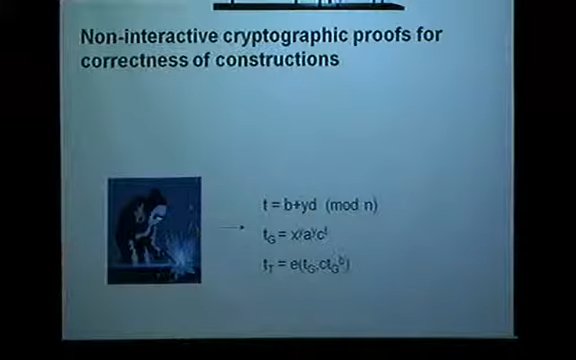 Non-interactive cryptographic proofs for
correctness of constructions
t = b+yd (mod n)
t_G = x^y a^y c^t
t_T = e(t_G, ct_G^b)